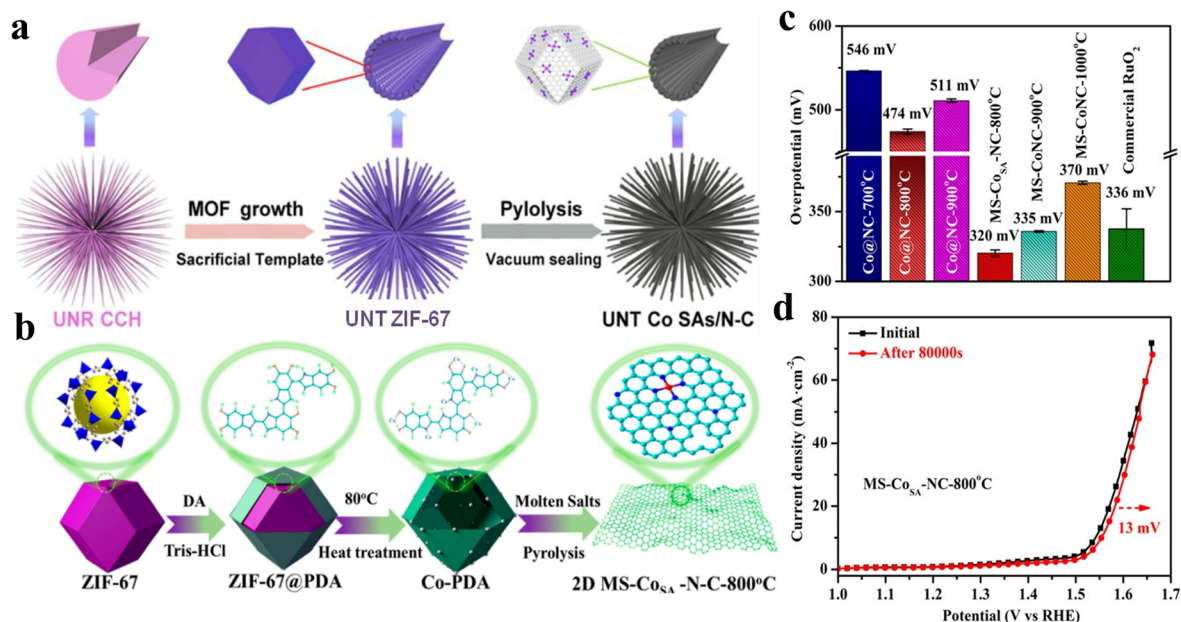 a
MOF growth
Sacrificial Template
Pylolysis
Vacuum sealing
UNR CCH
UNT ZIF-67
UNT Co SAs/N-C
b
DA
Tris-HCl
80°C
Heat treatment
Molten Salts
Pyrolysis
ZIF-67
ZIF-67@PDA
Co-PDA
2D MS-CoSA -N-C-800°C
c
Overpotential (mV)
600
500
350
300
546 mV
474 mV
511 mV
320 mV
335 mV
370 mV
336 mV
Co@NC-700°C
Co@NC-800°C
Co@NC-900°C
MS-CoSA-NC-800°C
MS-CoNC-900°C
MS-CoNC-1000°C
Commercial RuO2
d
Current density (mA·cm-2)
80
60
40
20
0
Initial
After 80000s
MS-CoSA-NC-800°C
13 mV
1.0 1.1 1.2 1.3 1.4 1.5 1.6 1.7
Potential (V vs RHE)